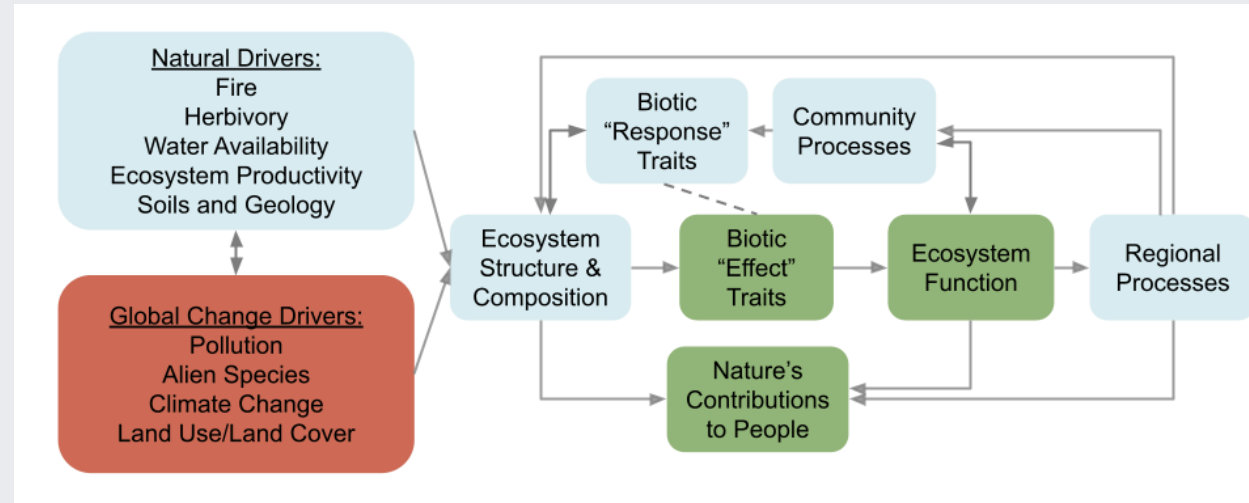 Natural Drivers:
Fire
Herbivory
Water Availability
Ecosystem Productivity
Soils and Geology
Global Change Drivers:
Pollution
Alien Species
Climate Change
Land Use/Land Cover
Ecosystem
Structure &
Composition
Biotic
“Response”
Traits
Community
Processes
Biotic
“Effect”
Traits
Ecosystem
Function
Regional
Processes
Nature’s
Contributions
to People